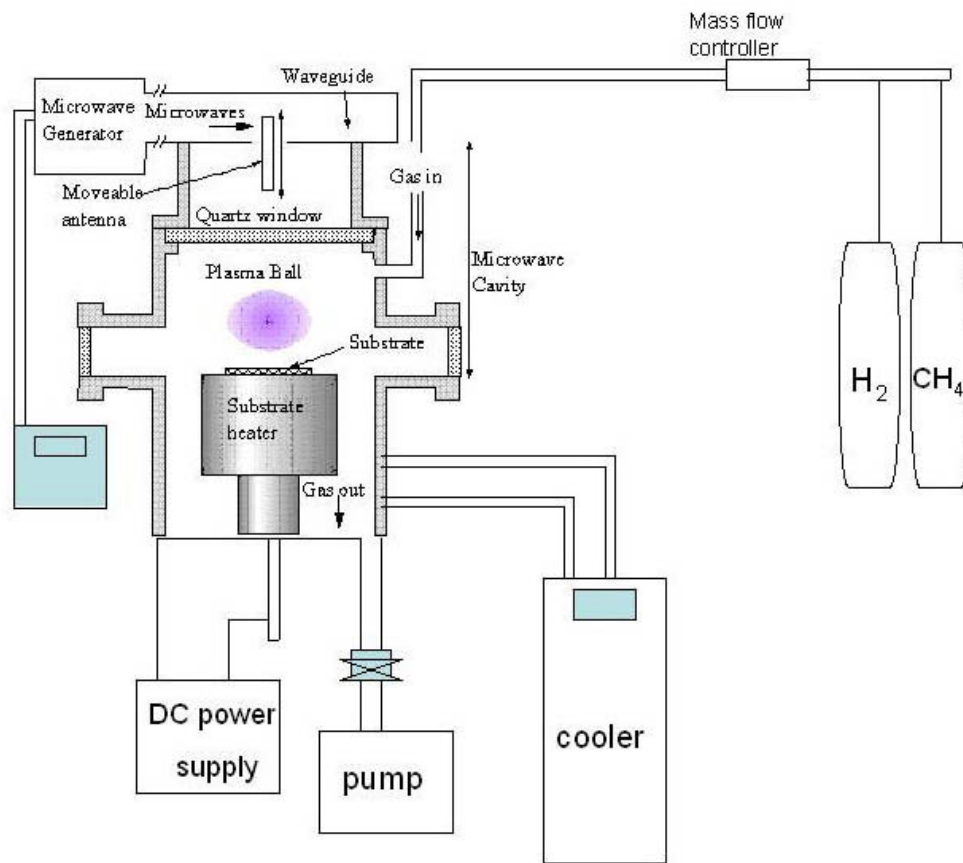 Mass flow
controller
Waveguide
Microwave
Generator
Microwaves
Gas in
Moveable
antenna
Quartz window
Microwave
Cavity
Plasma Ball
Substrate
H2
CH4
Substrate
heater
Gas out
DC power
supply
pump
cooler